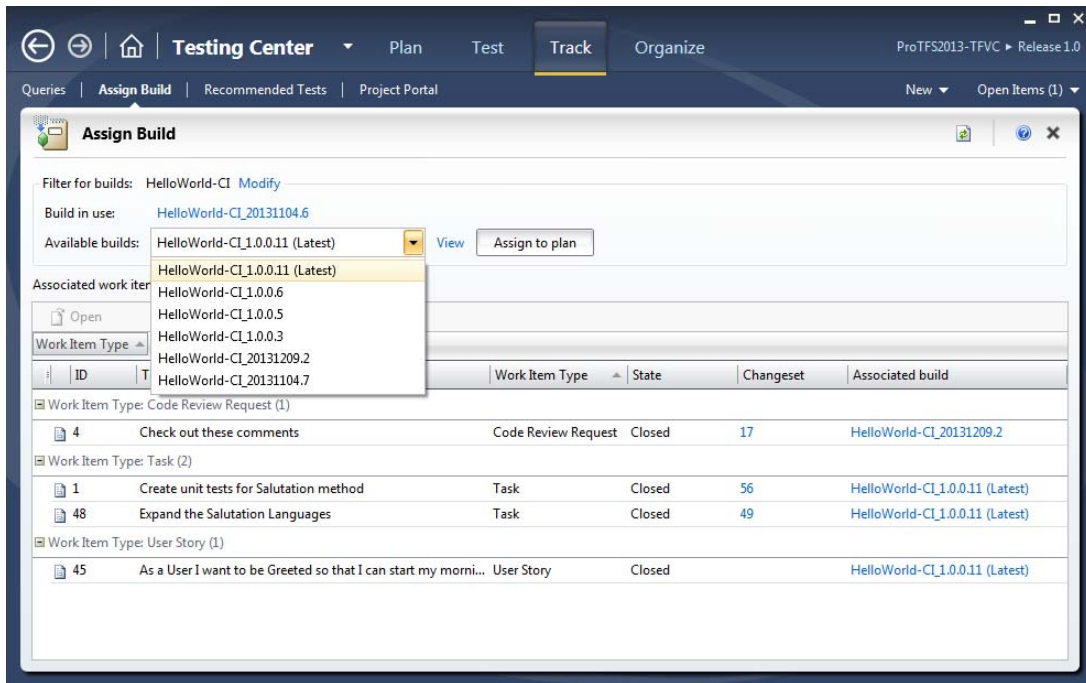 Testing Center Plan Test Track Organize ProTFS2013-TFVC ▸ Release 1.0
Queries | Assign Build | Recommended Tests | Project Portal New Open Items (1)
Assign Build
Filter for builds: HelloWorld-CI Modify
Build in use: HelloWorld-CI_20131104.6
Available builds: HelloWorld-CI_1.0.0.11 (Latest) View Assign to plan
HelloWorld-CI_1.0.0.11 (Latest)
Associated work iter
HelloWorld-CI_1.0.0.6
Open HelloWorld-CI_1.0.0.5
Work Item Type HelloWorld-CI_1.0.0.3
HelloWorld-CI_20131209.2
ID T Work Item Type State Changeset Associated build
HelloWorld-CI_20131104.7
Work Item Type: Code Review Request (1)
4 Check out these comments Code Review Request Closed 17 HelloWorld-CI_20131209.2
Work Item Type: Task (2)
1 Create unit tests for Salutation method Task Closed 56 HelloWorld-CI_1.0.0.11 (Latest)
48 Expand the Salutation Languages Task Closed 49 HelloWorld-CI_1.0.0.11 (Latest)
Work Item Type: User Story (1)
45 As a User I want to be Greeted so that I can start my morni... User Story Closed HelloWorld-CI_1.0.0.11 (Latest)